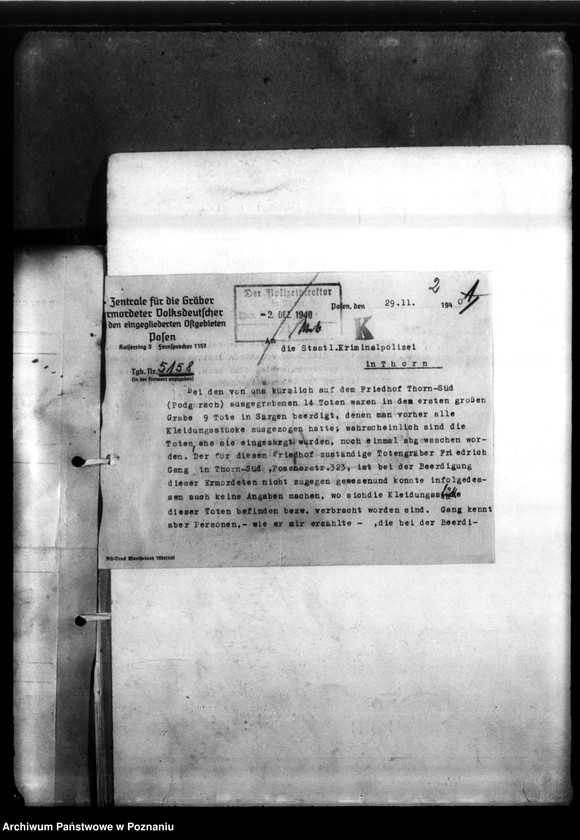 Zentrale für die Gräber
rmordeter Volksdeutscher
den eingegliederten Ostgebieten
Posen
Kaiserring 3 Fernsprecher 1157
Tgb. Nr. 5158
(In der Antwort anzugeben)
Der Polizeidirektor
-2. DEZ. 1940
Posen, den 29.11. 1940
2
1
K
An
die Staatl.Kriminalpolizei
in Thorn
Bei den von uns kürzlich auf dem Friedhof Thorn-Süd
(Podgorsch) ausgegrabenen 14 Toten waren in dem ersten großen
Grabe 9 Tote in Särgen beerdigt, denen man vorher alle
Kleidungsstücke ausgezogen hatte; wahrscheinlich sind die
Toten, ehe sie eingesargt wurden, noch einmal abgewaschen wor-
den. Der für diesen Friedhof zuständige Totengräber Friedrich
Gang in Thorn-Süd ,Posenerstr.323, ist bei der Beerdigung
dieser Ermordeten nicht zugegen gewesenund konnte infolgedes-
sen auch keine Angaben machen, wo sichdie Kleidungsstücke
dieser Toten befinden bezw. verbracht worden sind. Gang kennt
aber Personen,- wie er mir erzählte - ,die bei der Beerdi-
Archiwum Państwowe w Poznaniu